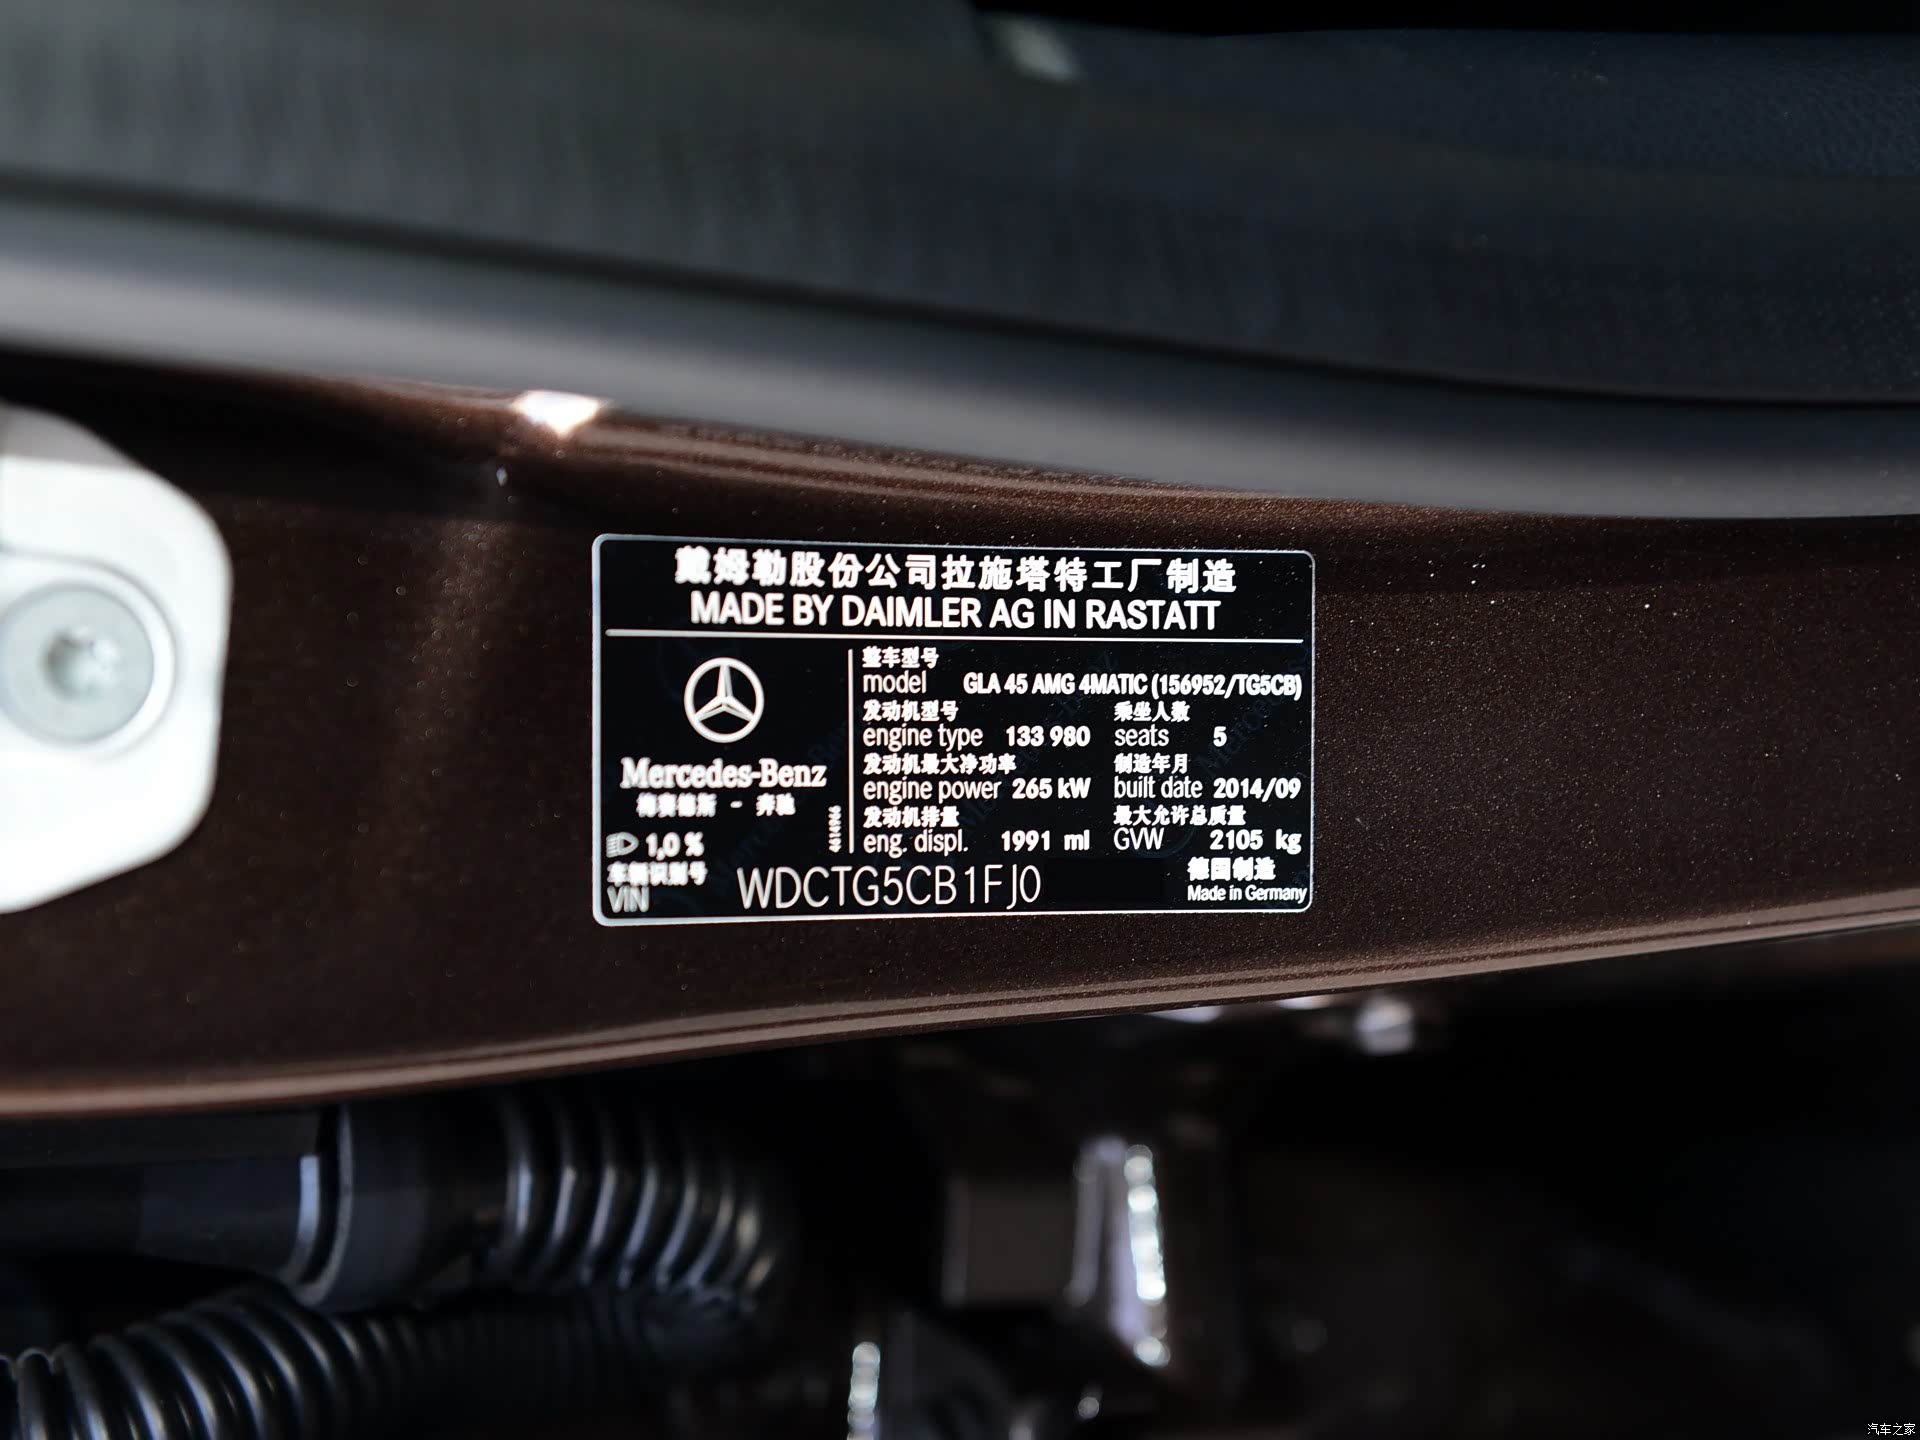 戴姆勒股份公司拉施塔特工厂制造
MADE BY DAIMLER AG IN RASTATT
Mercedes-Benz
梅赛德斯 - 奔驰
1,0 %
整车型号
model GLA 45 AMG 4MATIC (156952/TG5CB)
发动机型号 乘坐人数
engine type 133 980 seats 5
发动机最大净功率 制造年月
engine power 265 kW built date 2014/09
发动机排量 最大允许总质量
eng. displ. 1991 ml GVW 2105 kg
车辆识别号
VIN WDCTG5CB1FJ0
德国制造
Made in Germany
汽车之家